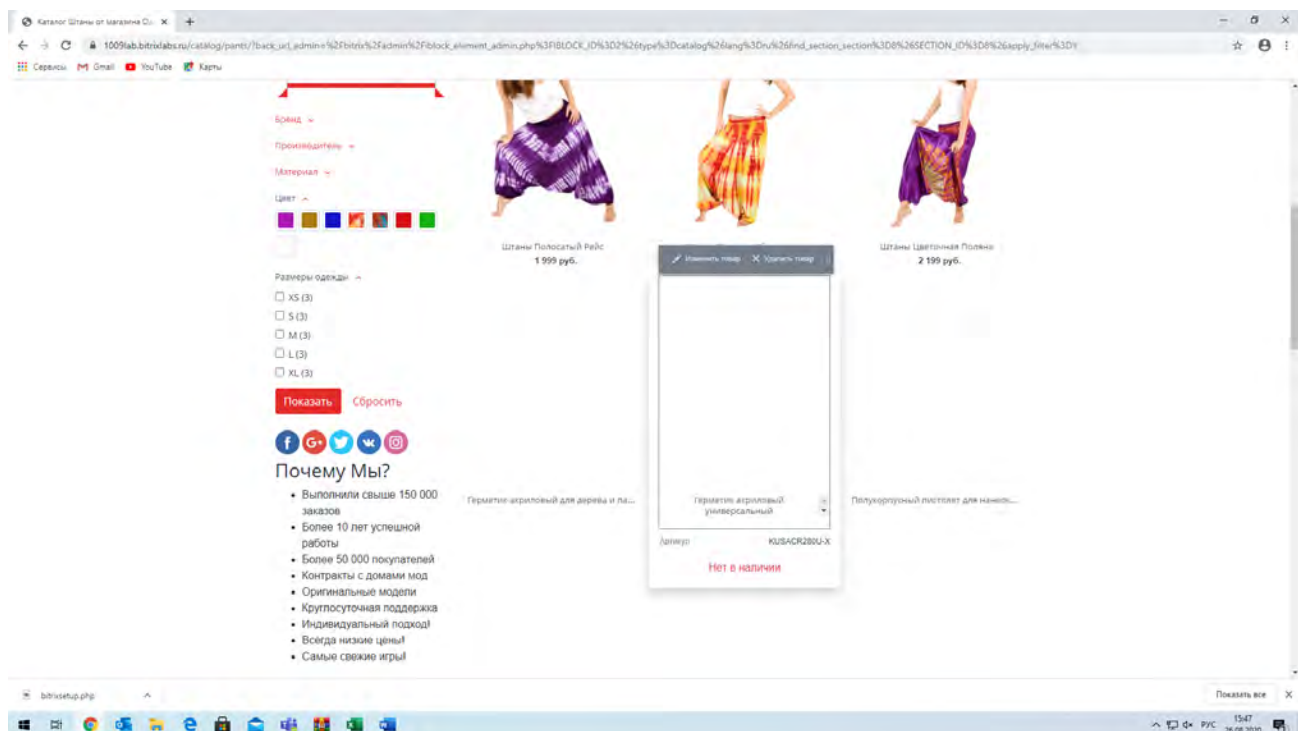 Каталог Штаны от магазина
1009lab.bitrixlabs.ru/catalog/pants/?back_url_admin=%2Fbitrix%2Fadmin%2Fiblock_element_admin.php%3FIBLOCK_ID%3D2%26type%3Dcatalog%26lang%3Dru%26find_section_section%3D8%26SECTION_ID%3D8%26apply_filter%3DY
Сервисы Gmail YouTube Карты
Бренд
Производитель
Материал
Цвет
Штаны Полосатый Рейс
1 999 руб.
Штаны Цветочная Поляна
2 199 руб.
Изменить товар Удалить товар
Размеры одежды
XS (3)
S (3)
M (3)
L (3)
XL (3)
Показать Сбросить
Почему Мы?
Выполнили свыше 150 000
заказов
Более 10 лет успешной
работы
Более 50 000 покупателей
Контракты с домами мод
Оригинальные модели
Круглосуточная поддержка
Индивидуальный подход!
Всегда низкие цены!
Самые свежие игры!
Герметик акриловый для дерева и па...
Герметик акриловый
универсальный
Полукорпусный пистолет для нанесе...
Артикул KUSACR280U-X
Нет в наличии
bitrixsetup.php
Показать все
РУС
15:47
26.08.2020